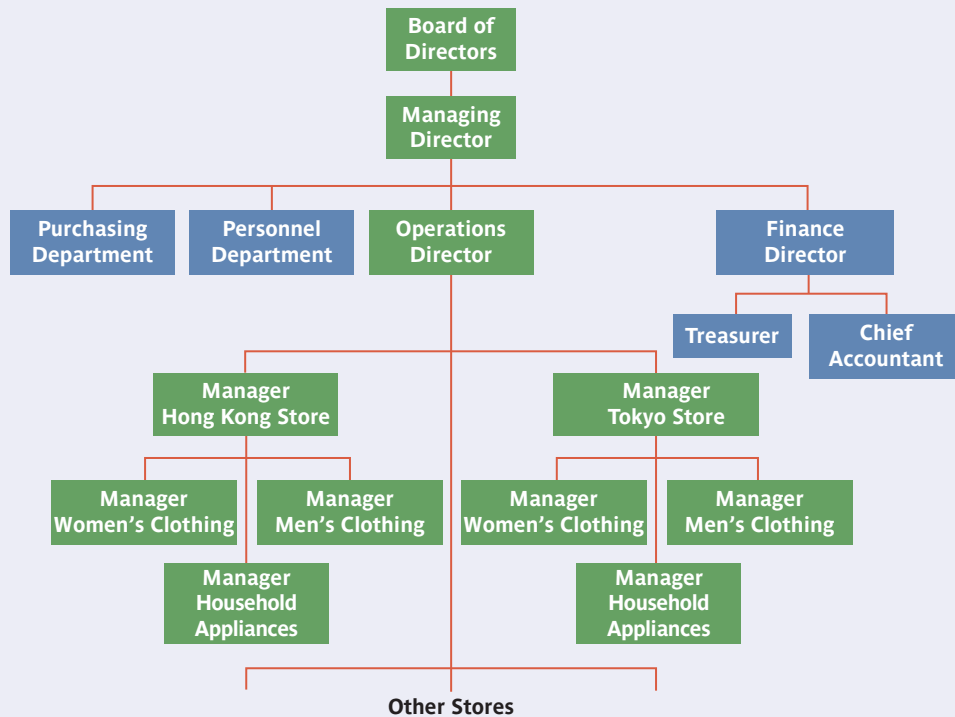 Board of
Directors
Managing
Director
Purchasing
Department
Personnel
Department
Operations
Director
Finance
Director
Treasurer
Chief
Accountant
Manager
Hong Kong Store
Manager
Tokyo Store
Manager
Women’s Clothing
Manager
Men’s Clothing
Manager
Women’s Clothing
Manager
Men’s Clothing
Manager
Household
Appliances
Manager
Household
Appliances
Other Stores